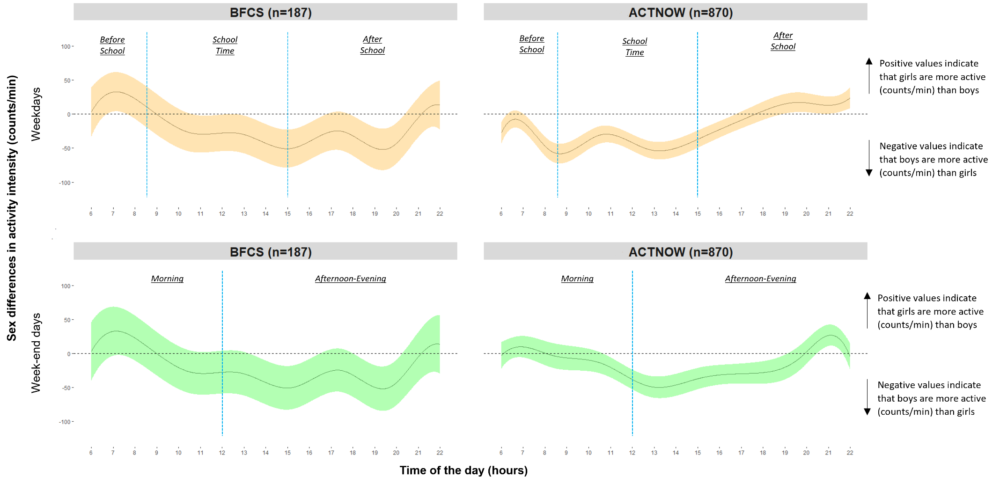 BFCS (n=187)
ACTNOW (n=870)
Before
School
School
Time
After
School
Before
School
School
Time
After
School
100
50
0
-50
-100
6 7 8 9 10 11 12 13 14 15 16 17 18 19 20 21 22
6 7 8 9 10 11 12 13 14 15 16 17 18 19 20 21 22
Positive values indicate
that girls are more active
(counts/min) than boys
Negative values indicate
that boys are more active
(counts/min) than girls
Sex differences in activity intensity (counts/min)
Weekdays
BFCS (n=187)
ACTNOW (n=870)
Morning
Afternoon-Evening
Morning
Afternoon-Evening
100
50
0
-50
-100
6 7 8 9 10 11 12 13 14 15 16 17 18 19 20 21 22
6 7 8 9 10 11 12 13 14 15 16 17 18 19 20 21 22
Positive values indicate
that girls are more active
(counts/min) than boys
Negative values indicate
that boys are more active
(counts/min) than girls
Week-end days
Time of the day (hours)